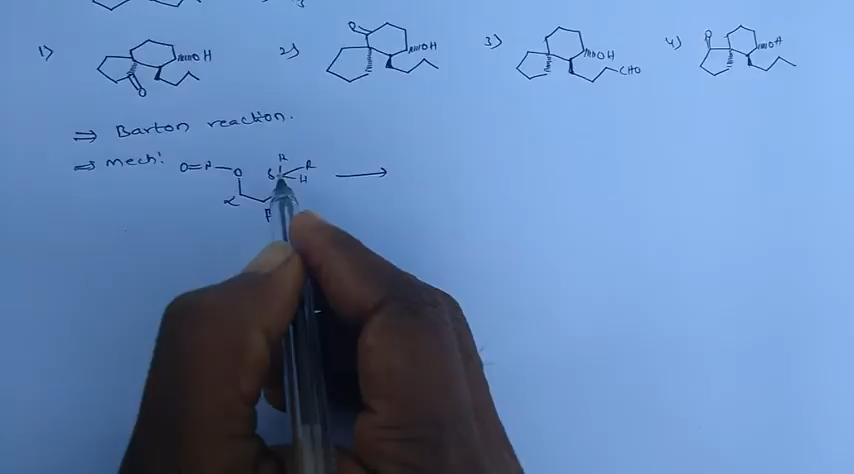 1) OH O 2) O OH 3) OH CHO 4) O OH
⇒ Barton reaction.
⇒ Mech: O=N-O R R H
α δ β